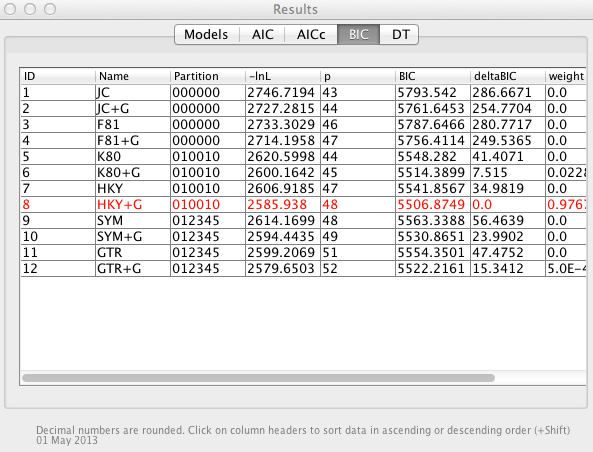 Results
Models AIC AICc BIC DT
ID Name Partition -lnL p BIC deltaBIC weight
1 JC 000000 2746.7194 43 5793.542 286.6671 0.0
2 JC+G 000000 2727.2815 44 5761.6453 254.7704 0.0
3 F81 000000 2733.3029 46 5787.6466 280.7717 0.0
4 F81+G 000000 2714.1958 47 5756.4114 249.5365 0.0
5 K80 010010 2620.5998 44 5548.282 41.4071 0.0
6 K80+G 010010 2600.1642 45 5514.3899 7.515 0.0228
7 HKY 010010 2606.9185 47 5541.8567 34.9819 0.0
8 HKY+G 010010 2585.938 48 5506.8749 0.0 0.9767
9 SYM 012345 2614.1699 48 5563.3388 56.4639 0.0
10 SYM+G 012345 2594.4435 49 5530.8651 23.9902 0.0
11 GTR 012345 2599.2069 51 5554.3501 47.4752 0.0
12 GTR+G 012345 2579.6503 52 5522.2161 15.3412 5.0E-4
Decimal numbers are rounded. Click on column headers to sort data in ascending or descending order (+Shift)
01 May 2013